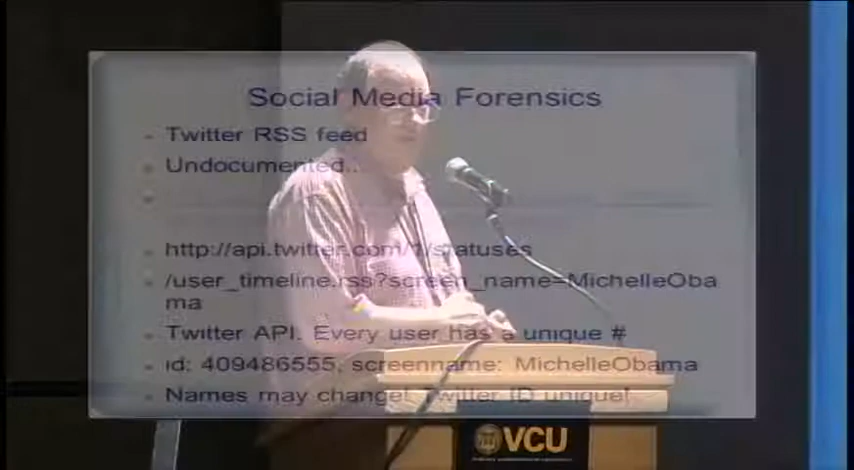 Social Media Forensics
Twitter RSS feed
Undocumented..
http://api.twitter.com/1/statuses
/user_timeline.rss?screen_name=MichelleOba
ma
Twitter API. Every user has a unique #
id: 409486555, screenname: MichelleObama
Names may change! Twitter ID unique!
VCU